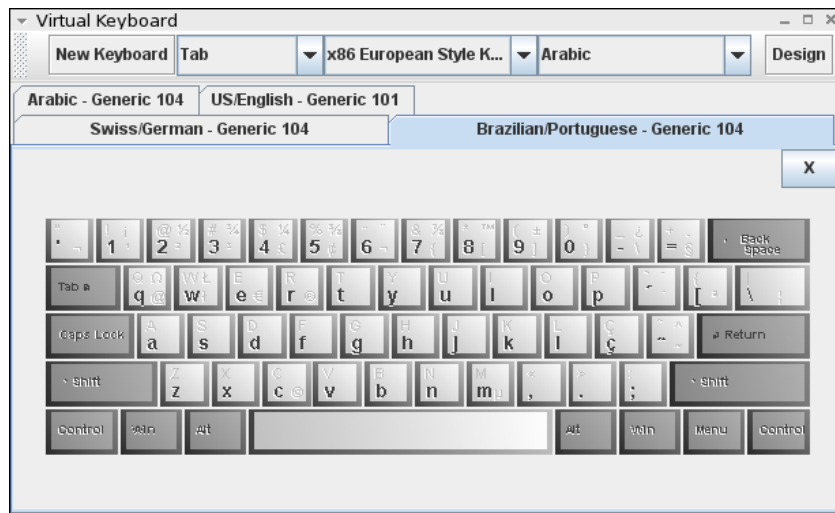 Virtual Keyboard
New Keyboard Tab x86 European Style K... Arabic Design
Arabic - Generic 104 US/English - Generic 101
Swiss/German - Generic 104 Brazilian/Portuguese - Generic 104
X
1 2 3 4 5 6 7 8 9 0 - = Back Space
Tab q w e r t y u i o p [ \
Caps Lock a s d f g h j k l ç ~ Return
Shift z x c v b n m , . ; Shift
Control Win Alt Alt Win Menu Control